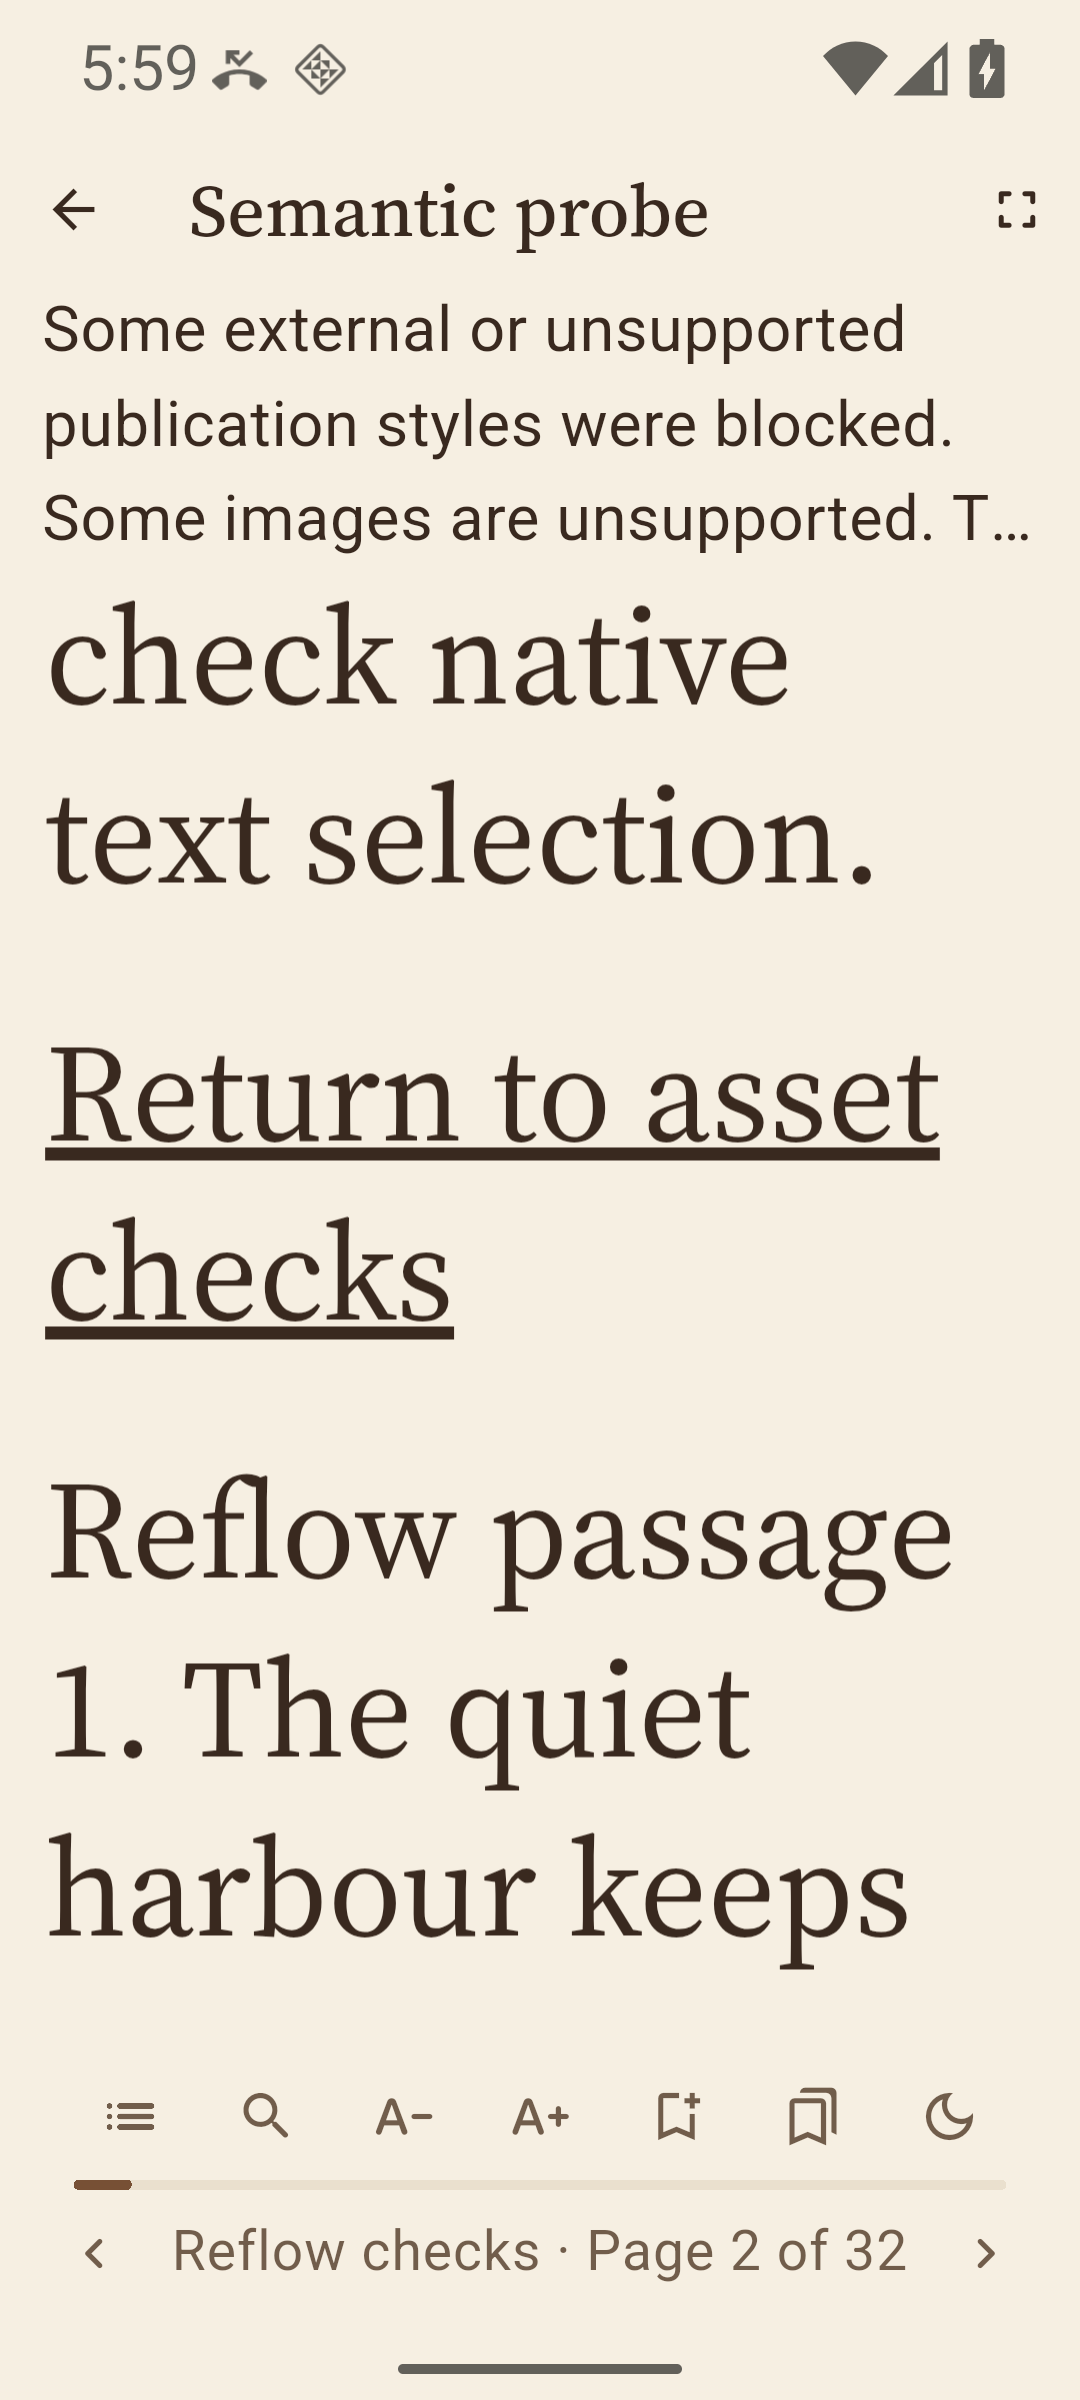 5:59
Semantic probe
Some external or unsupported
publication styles were blocked.
Some images are unsupported. T…
check native
text selection.
Return to asset
checks
Reflow passage
1. The quiet
harbour keeps
A− A+
Reflow checks · Page 2 of 32